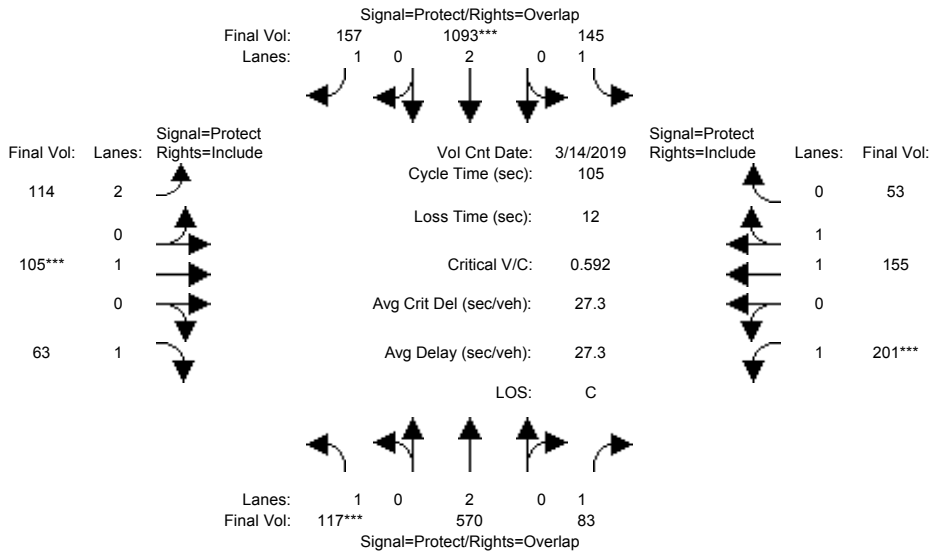 Signal=Protect/Rights=Overlap
Final Vol: 157 1093*** 145
Lanes: 1 0 2 0 1
Signal=Protect Signal=Protect
Final Vol: Lanes: Rights=Include Vol Cnt Date: 3/14/2019 Rights=Include Lanes: Final Vol:
Cycle Time (sec): 105
114 2 0 53
Loss Time (sec): 12
0 1
105*** 1 Critical V/C: 0.592 1 155
0 Avg Crit Del (sec/veh): 27.3 0
63 1 Avg Delay (sec/veh): 27.3 1 201***
LOS: C
Lanes: 1 0 2 0 1
Final Vol: 117*** 570 83
Signal=Protect/Rights=Overlap